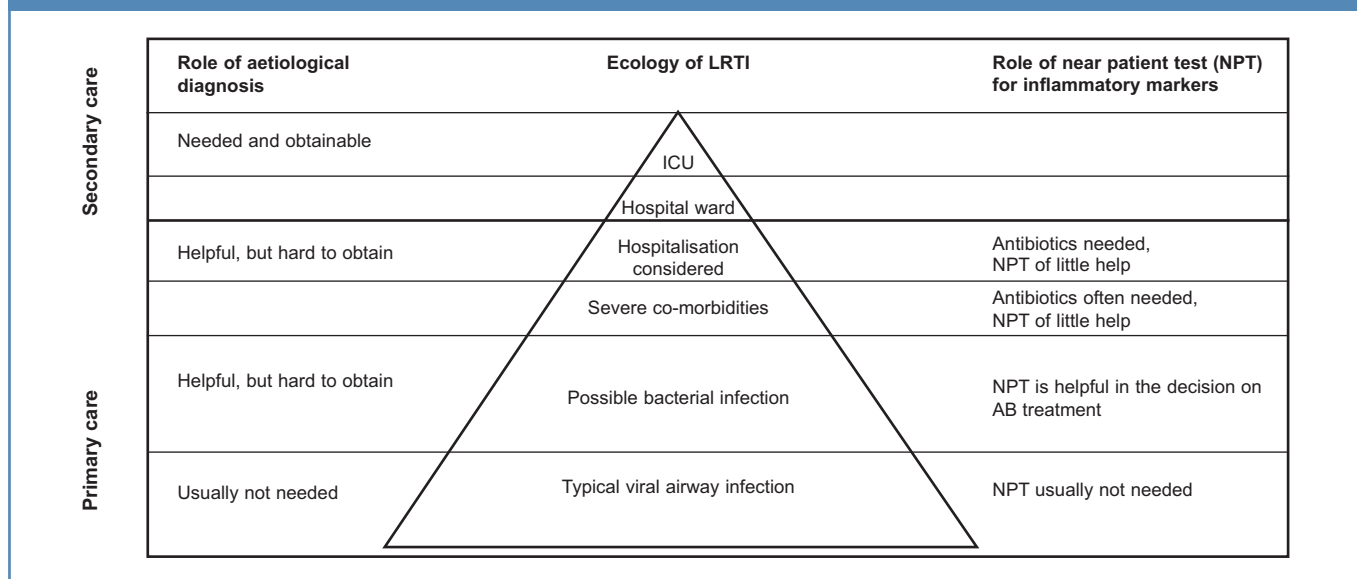 Secondary care
Primary care
Role of aetiological
diagnosis
Ecology of LRTI
Role of near patient test (NPT)
for inflammatory markers
Needed and obtainable
ICU
Hospital ward
Helpful, but hard to obtain
Hospitalisation
considered
Antibiotics needed,
NPT of little help
Severe co-morbidities
Antibiotics often needed,
NPT of little help
Helpful, but hard to obtain
Possible bacterial infection
NPT is helpful in the decision on
AB treatment
Usually not needed
Typical viral airway infection
NPT usually not needed